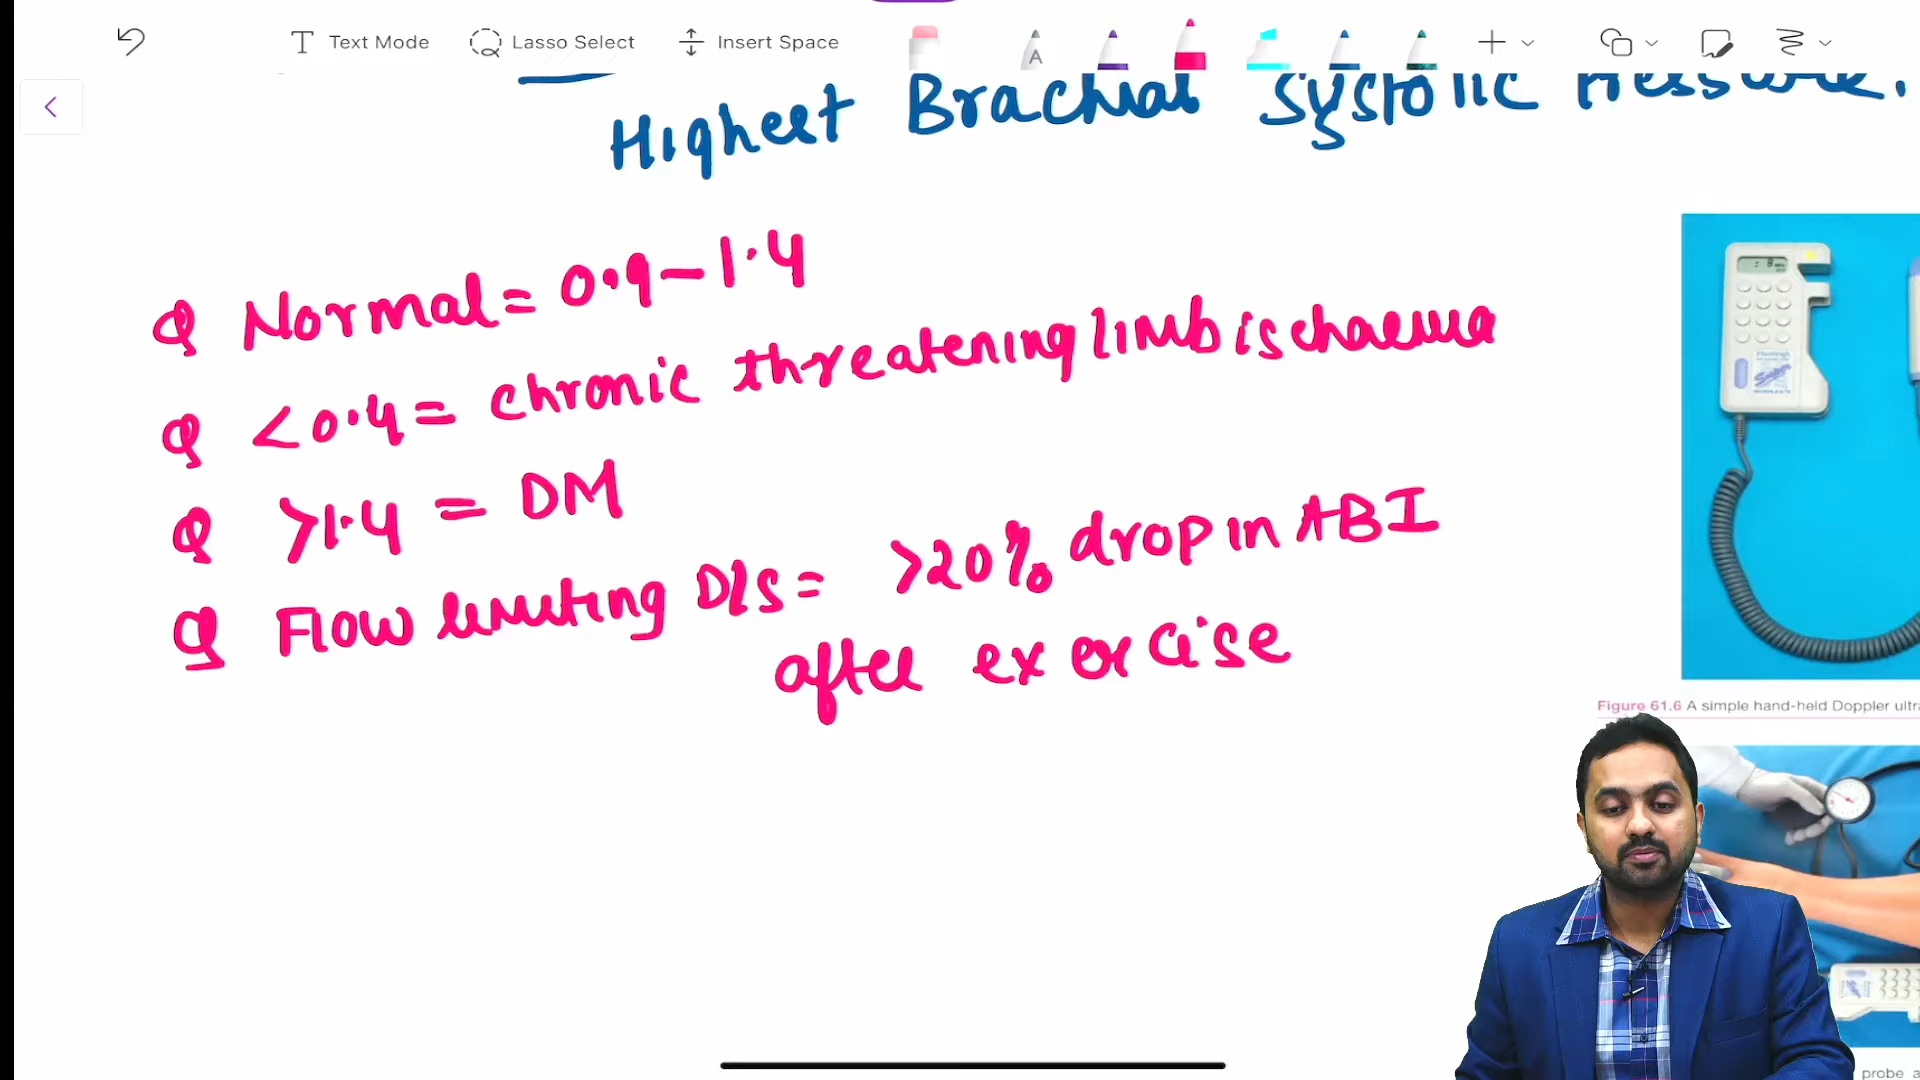 Text Mode Lasso Select Insert Space A
Highest Brachial Systolic Pressure.
Q Normal = 0.9-1.4
Q <0.4 = chronic threatening limb ischaemia
Q >1.4 = DM
Q Flow limiting D/S = >20% drop in ABI
after exercise
Figure 61.6 A simple hand-held Doppler ultr
probe a